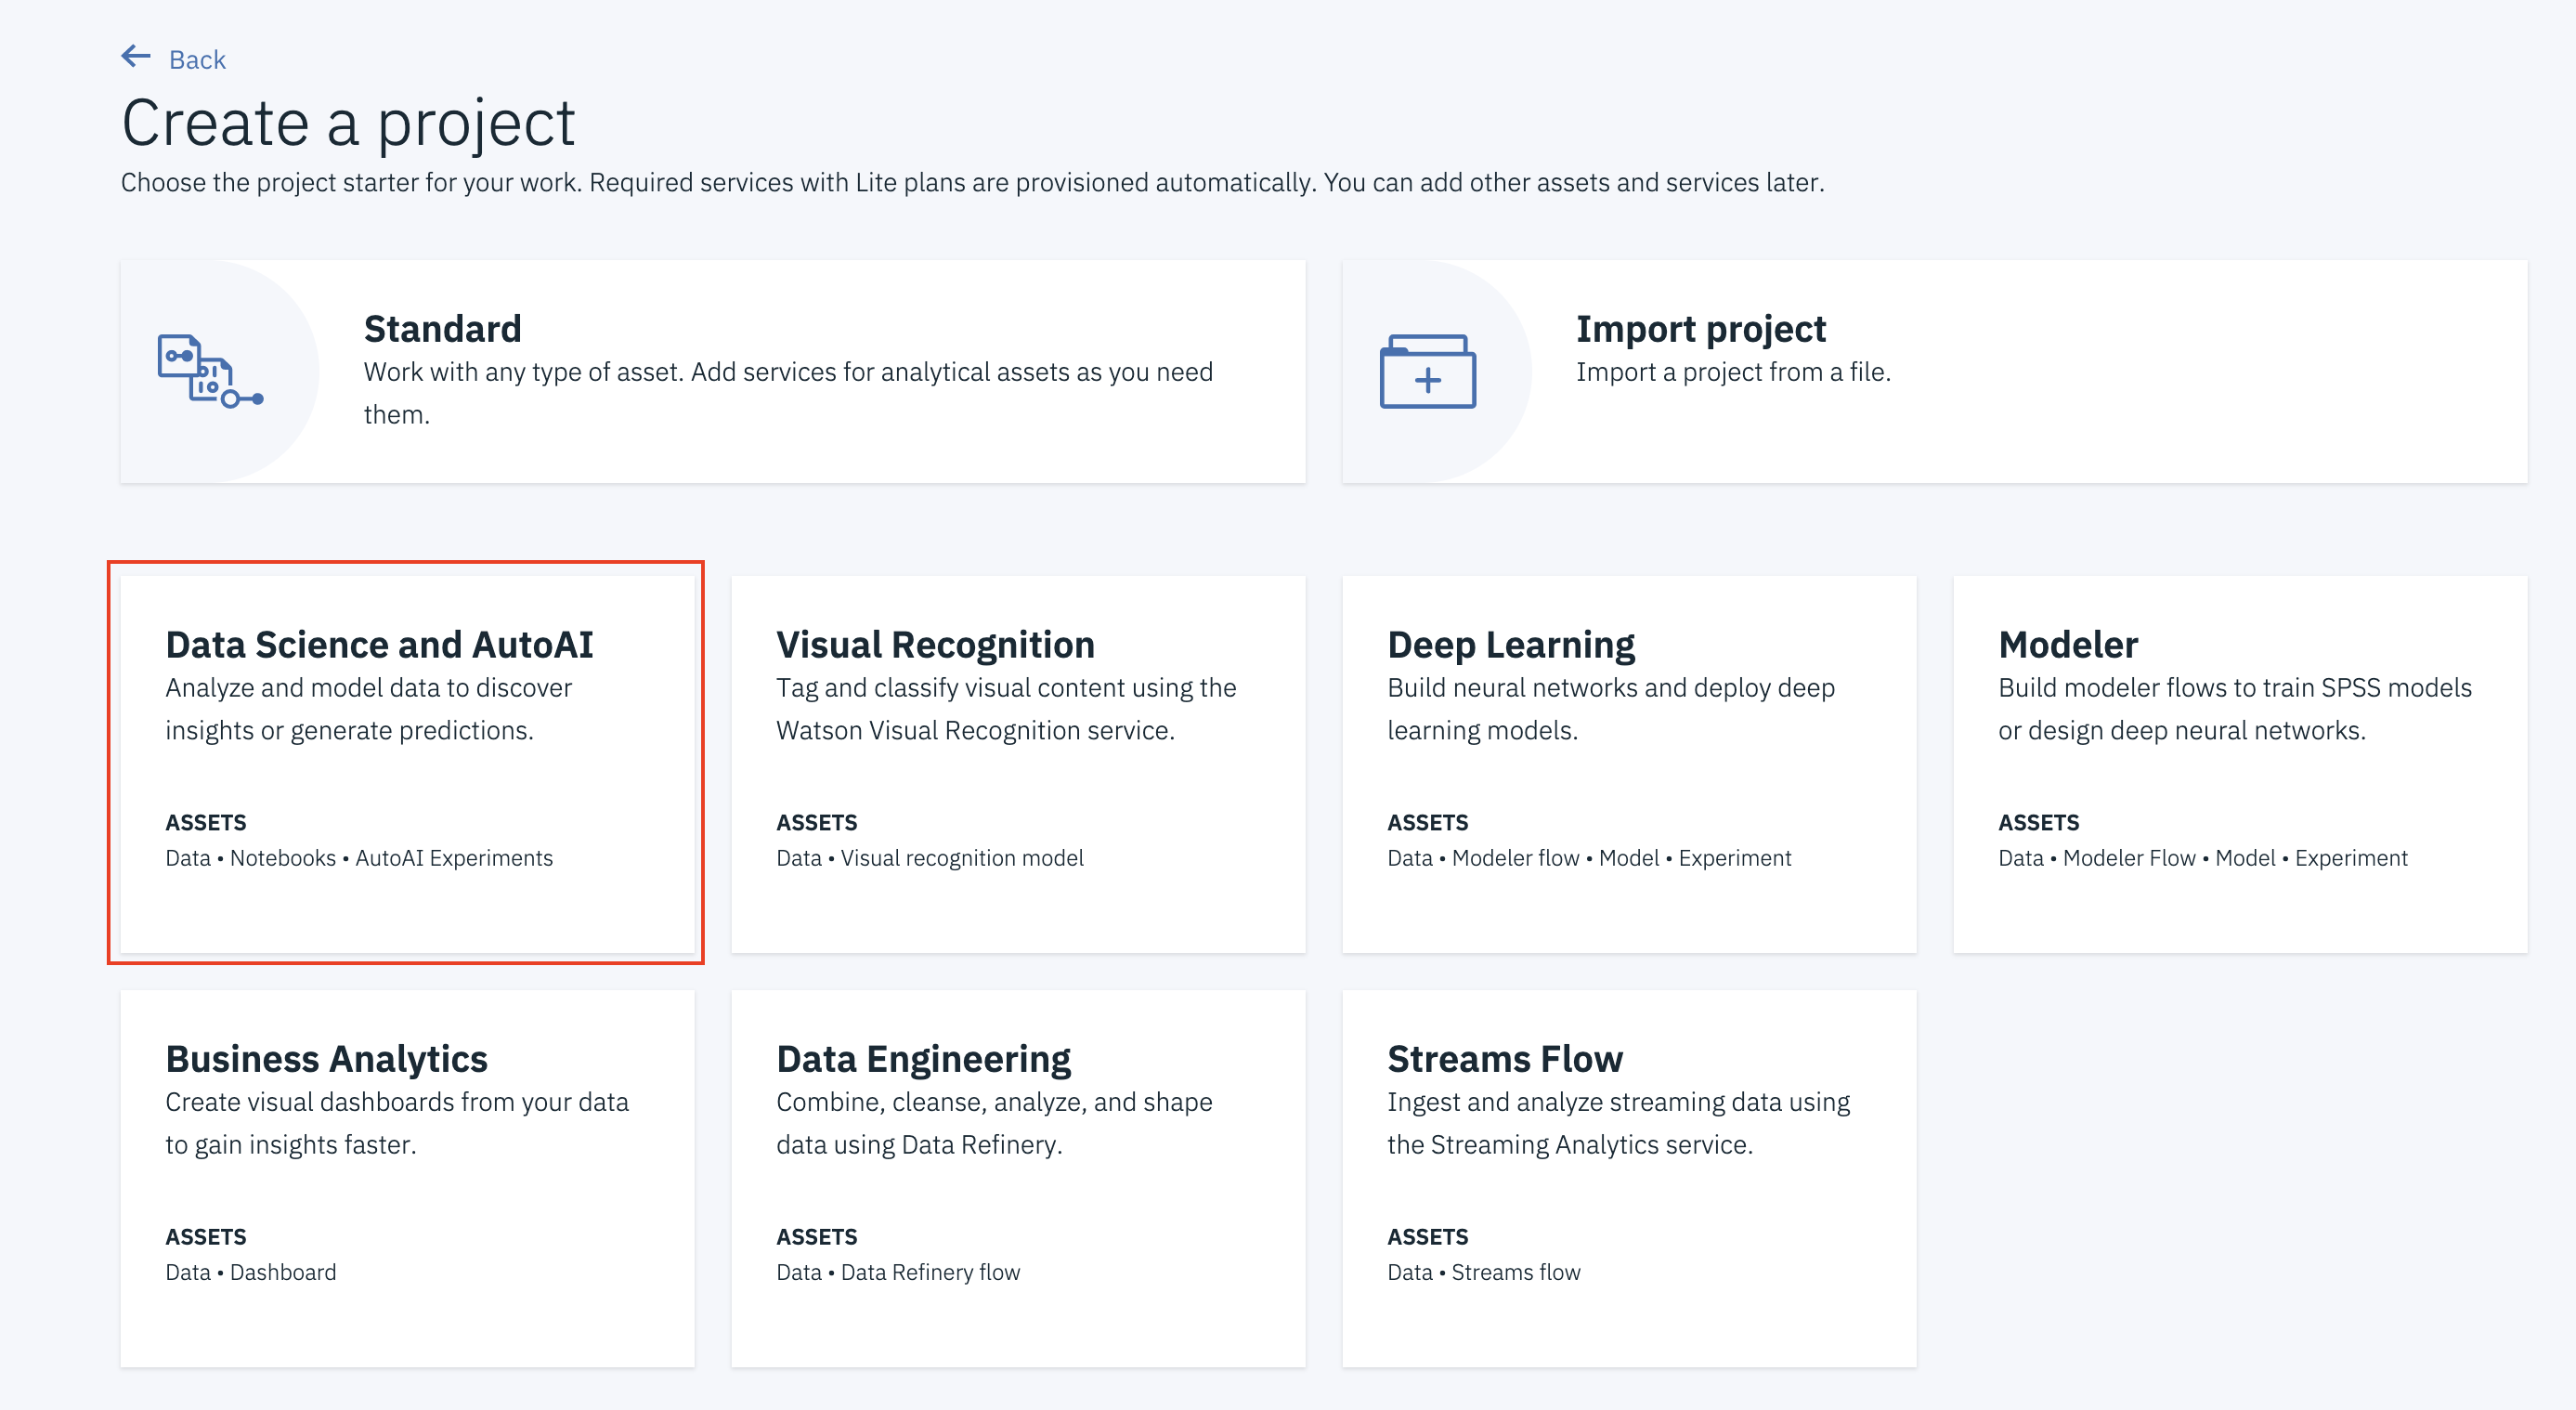 Back
Create a project
Choose the project starter for your work. Required services with Lite plans are provisioned automatically. You can add other assets and services later.
Standard
Work with any type of asset. Add services for analytical assets as you need
them.
Import project
Import a project from a file.
Data Science and AutoAI
Analyze and model data to discover
insights or generate predictions.
ASSETS
Data • Notebooks • AutoAI Experiments
Visual Recognition
Tag and classify visual content using the
Watson Visual Recognition service.
ASSETS
Data • Visual recognition model
Deep Learning
Build neural networks and deploy deep
learning models.
ASSETS
Data • Modeler flow • Model • Experiment
Modeler
Build modeler flows to train SPSS models
or design deep neural networks.
ASSETS
Data • Modeler Flow • Model • Experiment
Business Analytics
Create visual dashboards from your data
to gain insights faster.
ASSETS
Data • Dashboard
Data Engineering
Combine, cleanse, analyze, and shape
data using Data Refinery.
ASSETS
Data • Data Refinery flow
Streams Flow
Ingest and analyze streaming data using
the Streaming Analytics service.
ASSETS
Data • Streams flow